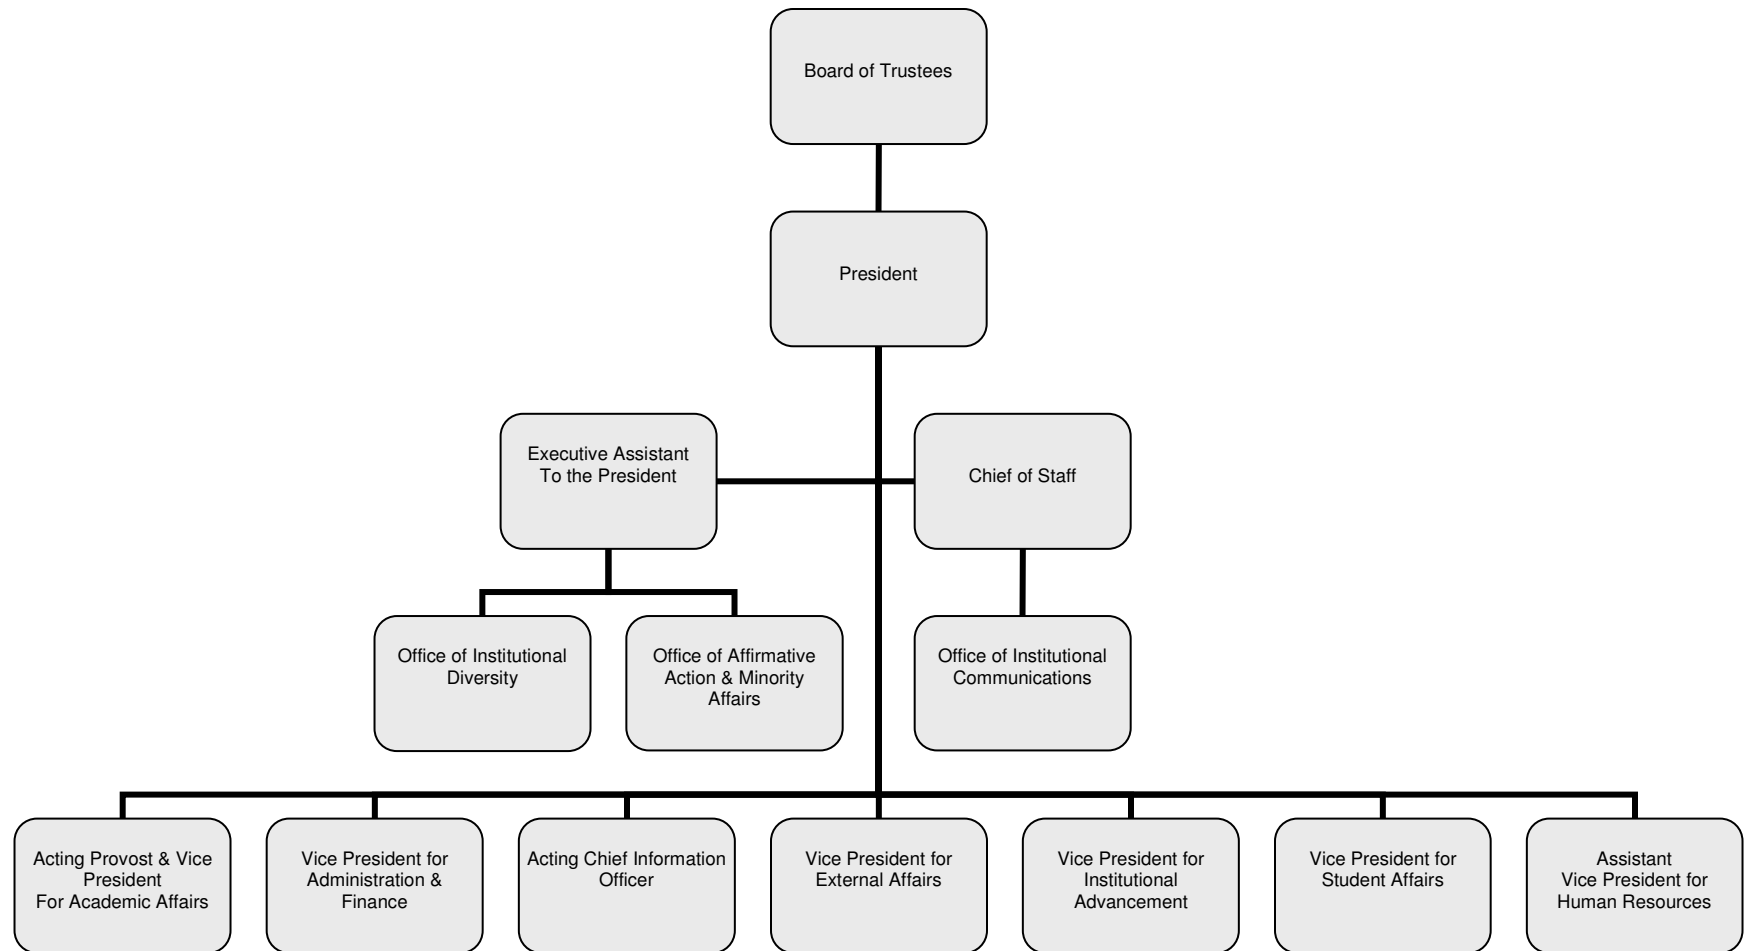 Board of Trustees
President
Executive Assistant
To the President
Chief of Staff
Office of Institutional
Diversity
Office of Affirmative
Action & Minority
Affairs
Office of Institutional
Communications
Acting Provost & Vice
President
For Academic Affairs
Vice President for
Administration &
Finance
Acting Chief Information
Officer
Vice President for
External Affairs
Vice President for
Institutional
Advancement
Vice President for
Student Affairs
Assistant
Vice President for
Human Resources